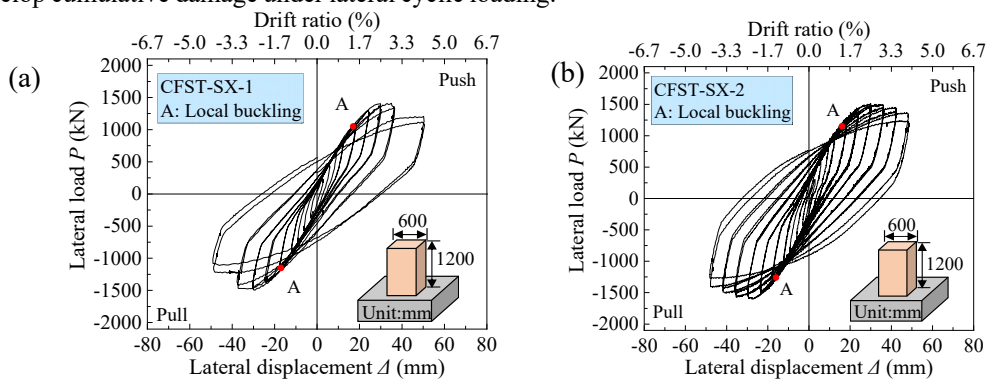 develop cumulative damage under lateral cyclic loading.
Drift ratio (%)
-6.7 -5.0 -3.3 -1.7 0.0 1.7 3.3 5.0 6.7
(a)
2000
1500
1000
500
0
-500
-1000
-1500
-2000
Lateral load P (kN)
CFST-SX-1
A: Local buckling
Push
A
A
600
1200
Unit:mm
Pull
-80 -60 -40 -20 0 20 40 60 80
Lateral displacement Δ (mm)
Drift ratio (%)
-6.7 -5.0 -3.3 -1.7 0.0 1.7 3.3 5.0 6.7
(b)
2000
1500
1000
500
0
-500
-1000
-1500
-2000
Lateral load P (kN)
CFST-SX-2
A: Local buckling
Push
A
A
600
1200
Unit:mm
Pull
-80 -60 -40 -20 0 20 40 60 80
Lateral displacement Δ (mm)